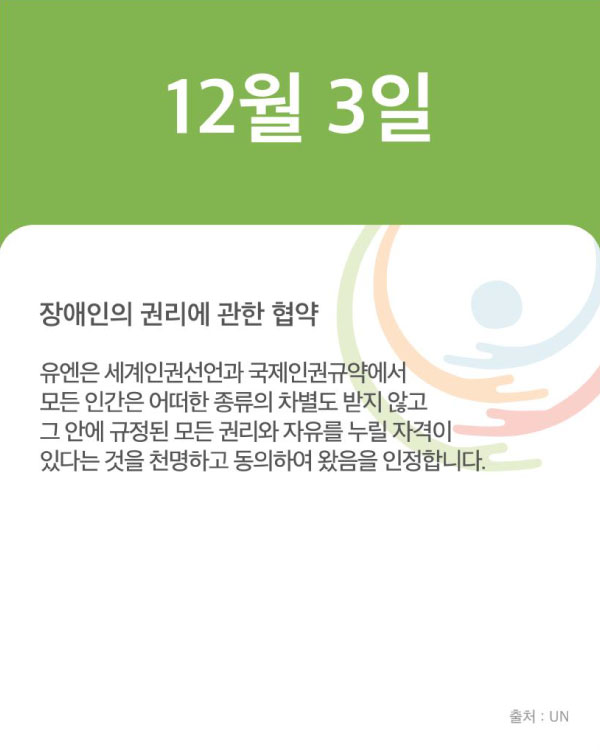 12월 3일
장애인의 권리에 관한 협약
유엔은 세계인권선언과 국제인권규약에서
모든 인간은 어떠한 종류의 차별도 받지 않고
그 안에 규정된 모든 권리와 자유를 누릴 자격이
있다는 것을 천명하고 동의하여 왔음을 인정합니다.
출처 : UN